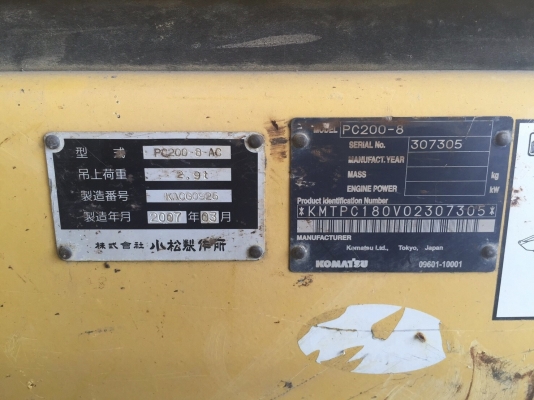 型式 PC200-8-AC
吊上荷重 2.9t
製造番号
製造年月 2007年03月
株式會社 小松製作所
MODEL PC200-8
SERIAL No. 307305
MANUFACT.YEAR
MASS kg
ENGINE POWER kW
Product Identification Number
*KMTPC180V02307305*
MANUFACTURER
Komatsu Ltd., Tokyo, Japan
KOMATSU 09601-10001